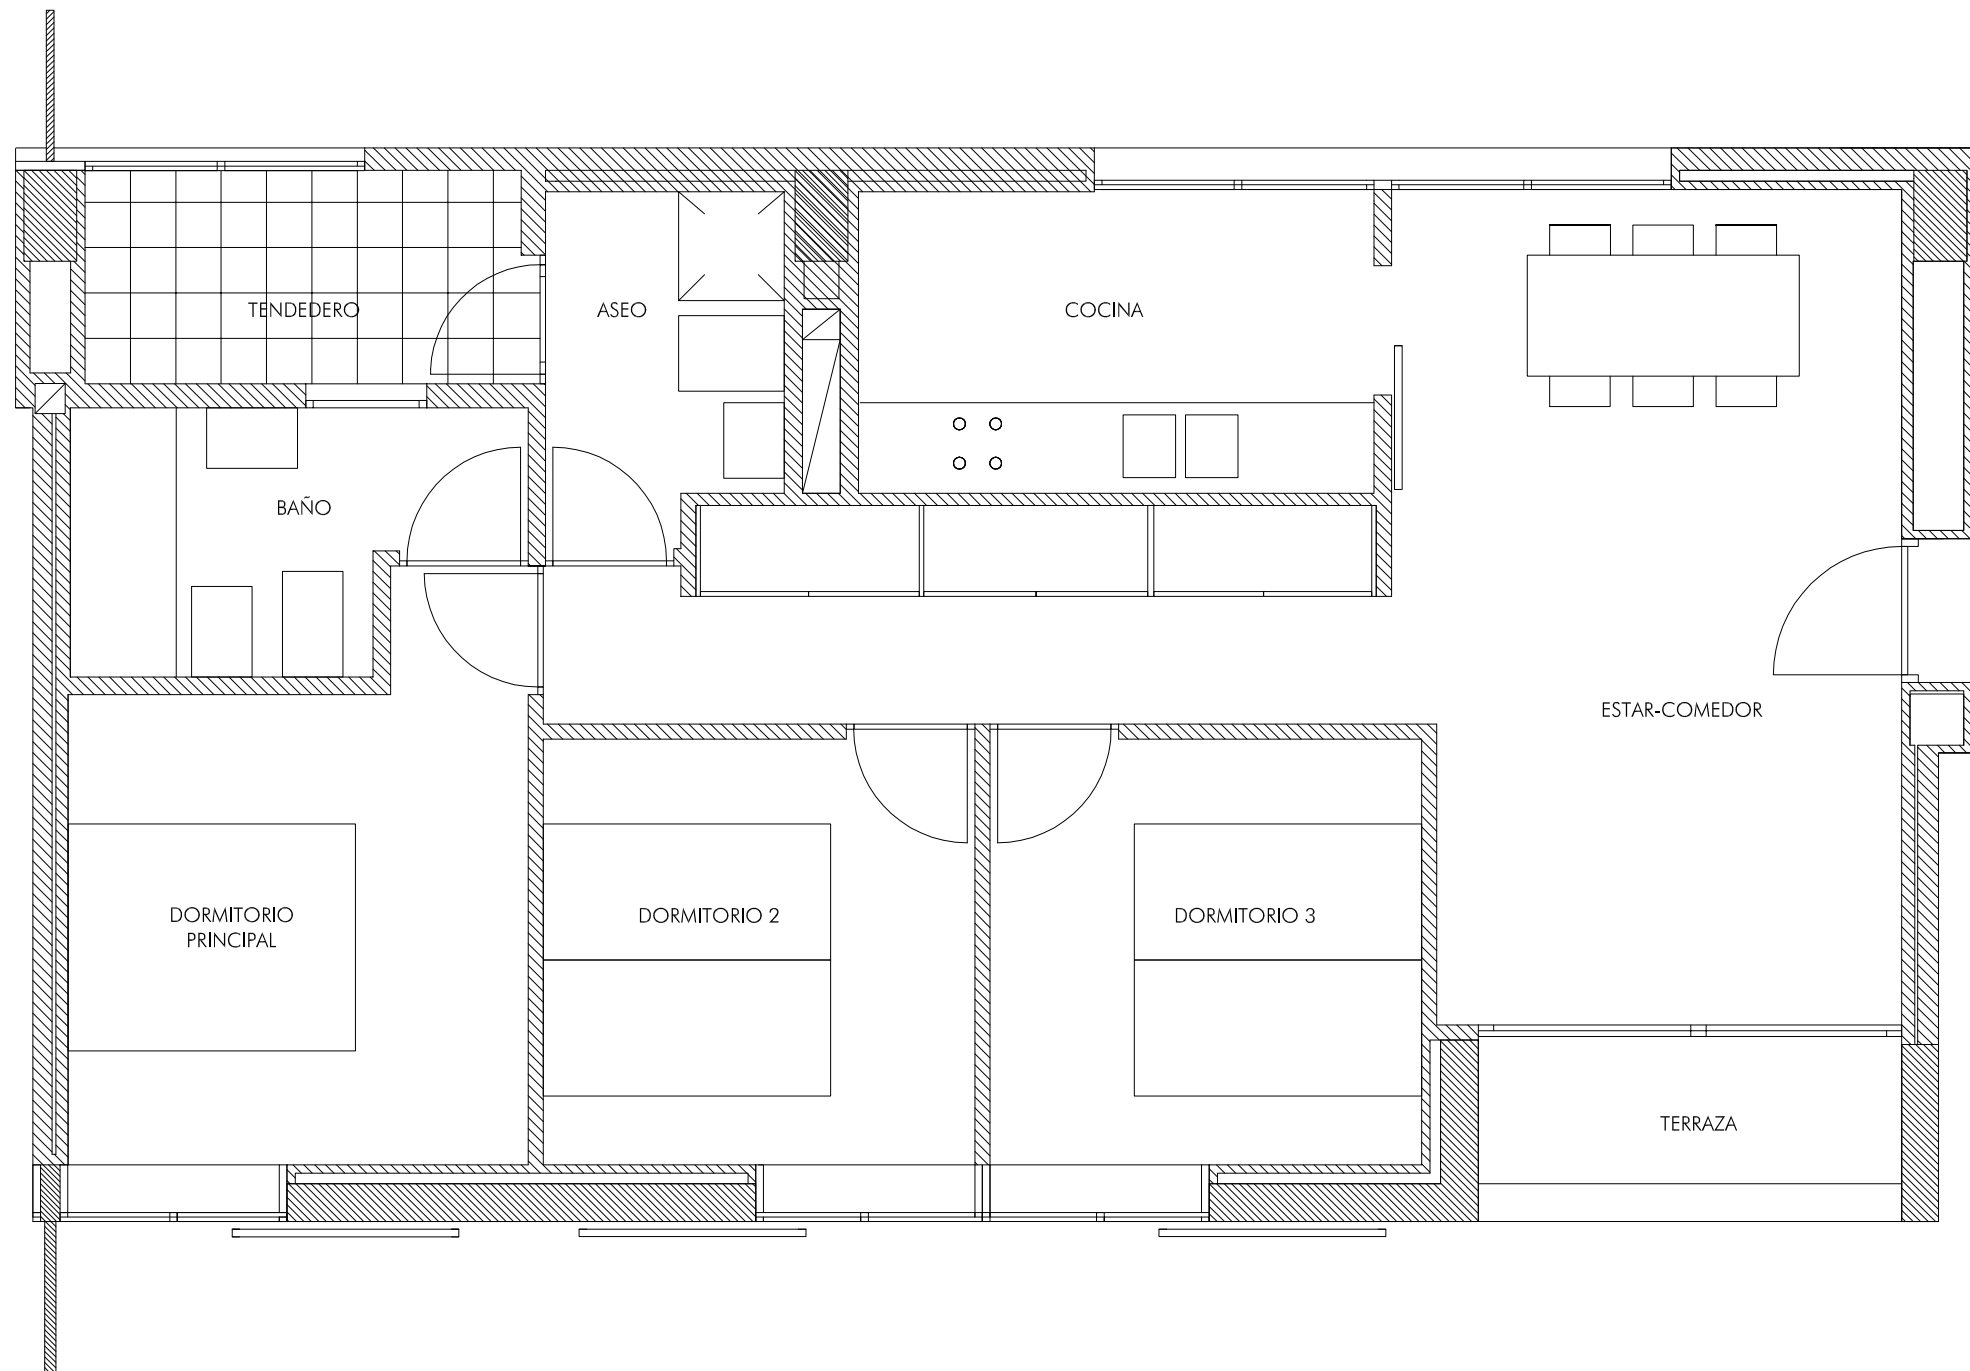 TENDEDERO
ASEO
COCINA
BAÑO
ESTAR-COMEDOR
DORMITORIO
PRINCIPAL
DORMITORIO 2
DORMITORIO 3
TERRAZA